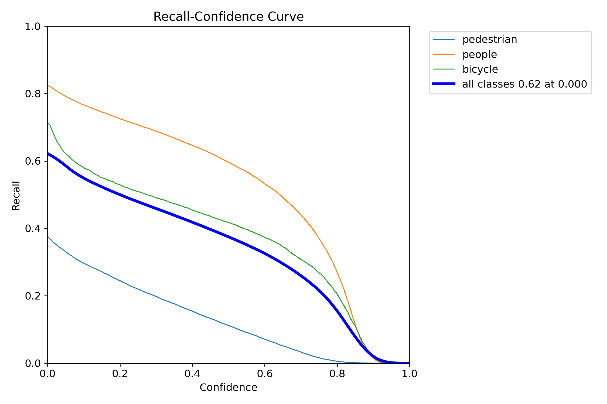 Recall-Confidence Curve
1.0
0.8
0.6
0.4
0.2
0.0
Recall
0.0 0.2 0.4 0.6 0.8 1.0
Confidence
pedestrian
people
bicycle
all classes 0.62 at 0.000